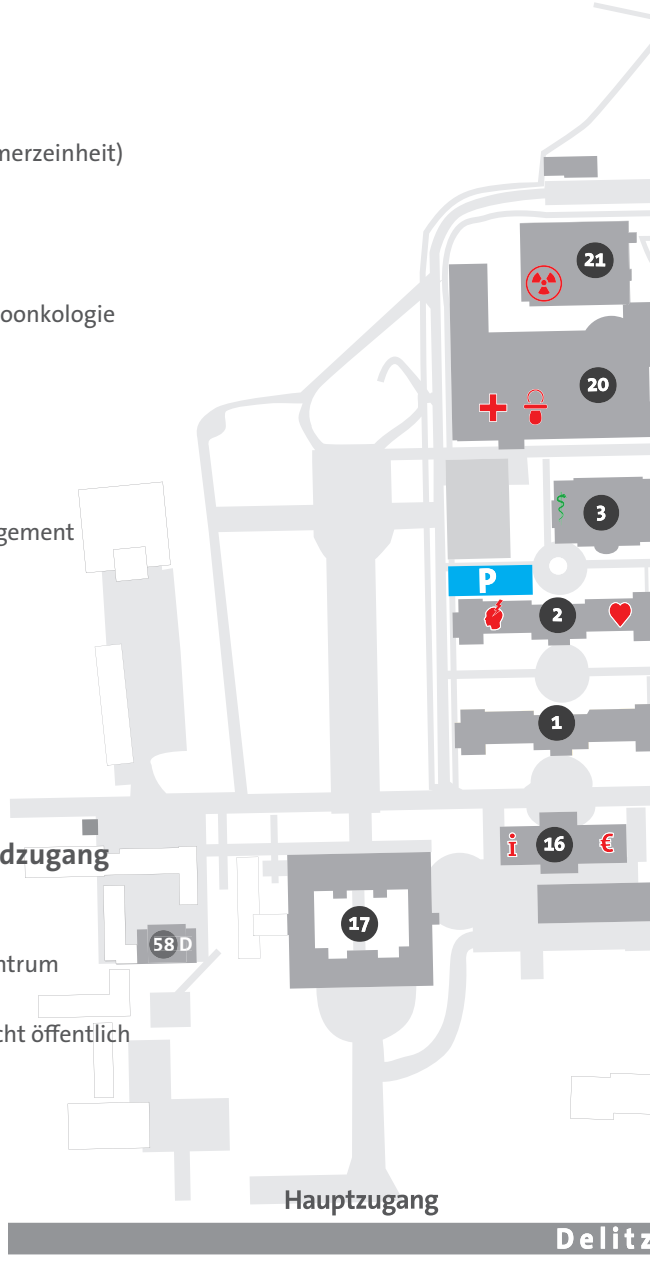 merzeinheit)
21
oonkologie
20
3
gement
P
2
1
dzugang
i 16 €
17
58 D
ntrum
cht öffentlich
Hauptzugang
Delitz